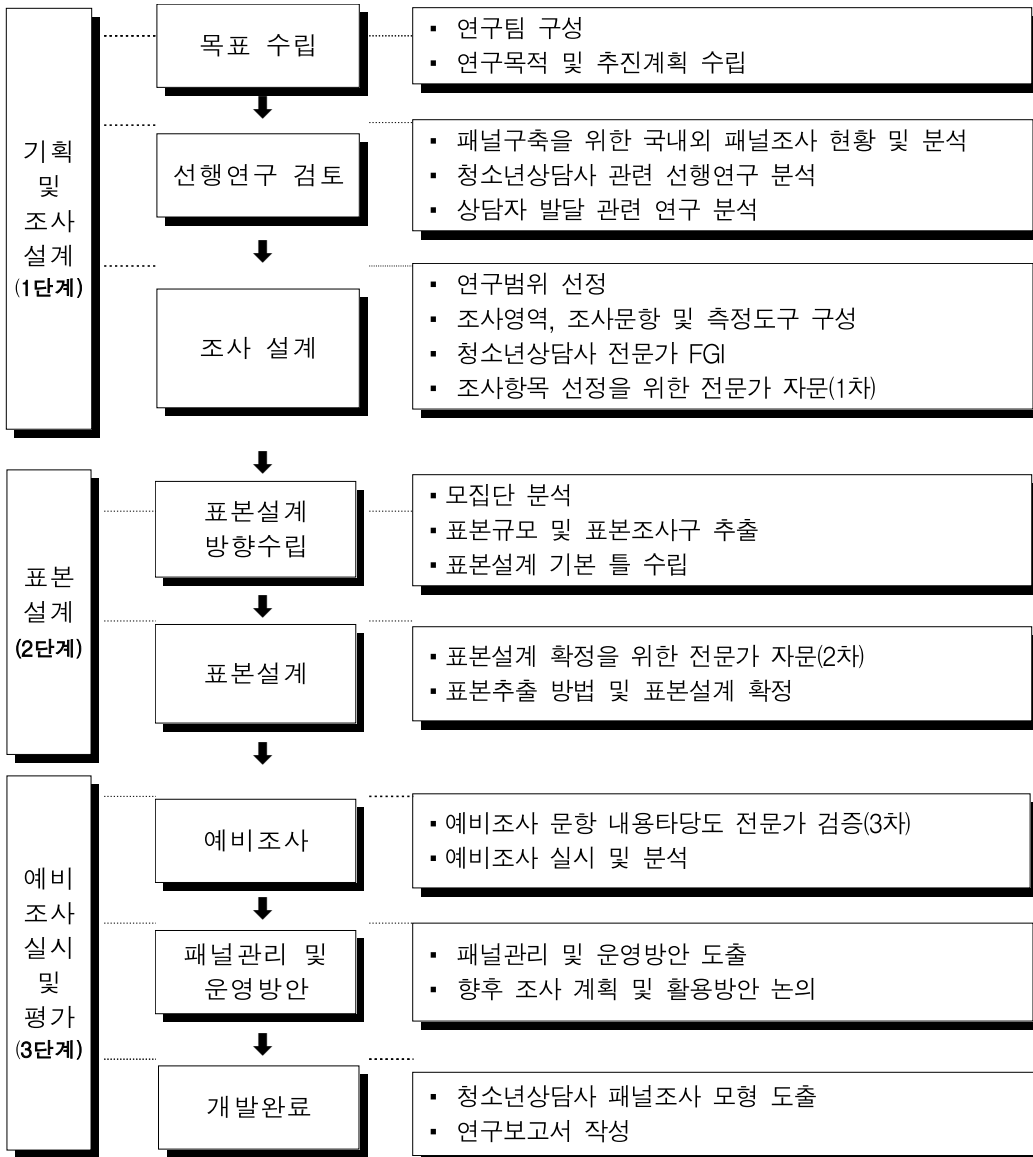 기획
및
조사
설계
(1단계)
목표 수립
▪ 연구팀 구성
▪ 연구목적 및 추진계획 수립
선행연구 검토
▪ 패널구축을 위한 국내외 패널조사 현황 및 분석
▪ 청소년상담사 관련 선행연구 분석
▪ 상담자 발달 관련 연구 분석
조사 설계
▪ 연구범위 선정
▪ 조사영역, 조사문항 및 측정도구 구성
▪ 청소년상담사 전문가 FGI
▪ 조사항목 선정을 위한 전문가 자문(1차)
표본
설계
(2단계)
표본설계
방향수립
▪ 모집단 분석
▪ 표본규모 및 표본조사구 추출
▪ 표본설계 기본 틀 수립
표본설계
▪ 표본설계 확정을 위한 전문가 자문(2차)
▪ 표본추출 방법 및 표본설계 확정
예비
조사
실시
및
평가
(3단계)
예비조사
▪ 예비조사 문항 내용타당도 전문가 검증(3차)
▪ 예비조사 실시 및 분석
패널관리 및
운영방안
▪ 패널관리 및 운영방안 도출
▪ 향후 조사 계획 및 활용방안 논의
개발완료
▪ 청소년상담사 패널조사 모형 도출
▪ 연구보고서 작성